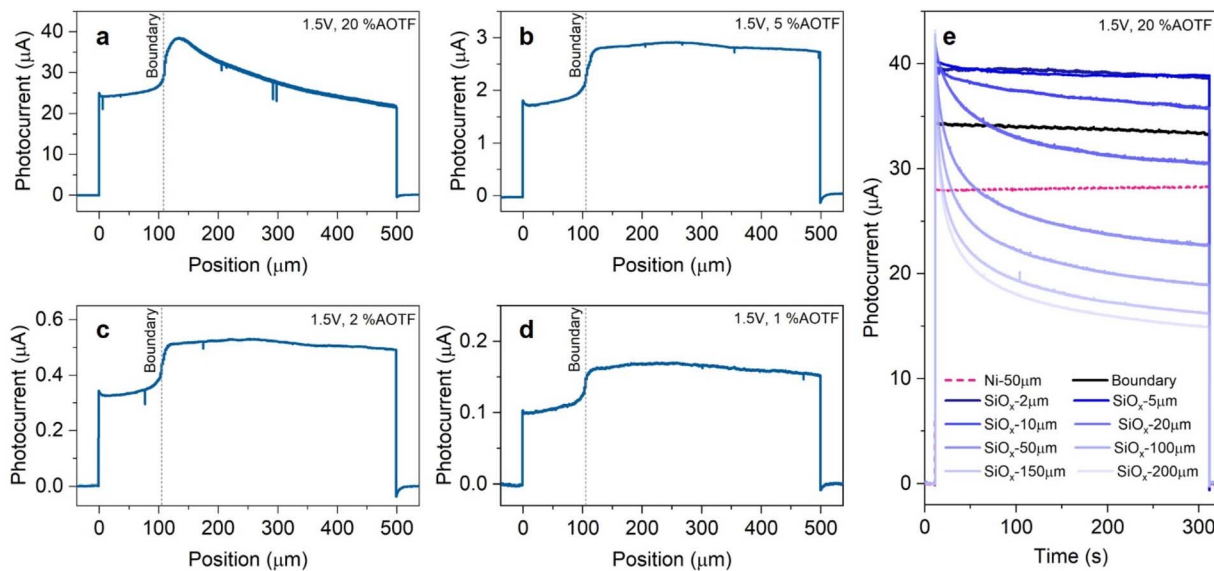 a
1.5V, 20 %AOTF
Boundary
Photocurrent (μA)
40
30
20
10
0
0 100 200 300 400 500
Position (μm)
b
1.5V, 5 %AOTF
Boundary
Photocurrent (μA)
3
2
1
0
0 100 200 300 400 500
Position (μm)
c
1.5V, 2 %AOTF
Boundary
Photocurrent (μA)
0.6
0.4
0.2
0.0
0 100 200 300 400 500
Position (μm)
d
1.5V, 1 %AOTF
Boundary
Photocurrent (μA)
0.2
0.1
0.0
0 100 200 300 400 500
Position (μm)
e
1.5V, 20 %AOTF
Photocurrent (μA)
40
30
20
10
0
Ni-50μm Boundary
SiOₓ-2μm SiOₓ-5μm
SiOₓ-10μm SiOₓ-20μm
SiOₓ-50μm SiOₓ-100μm
SiOₓ-150μm SiOₓ-200μm
0 100 200 300
Time (s)